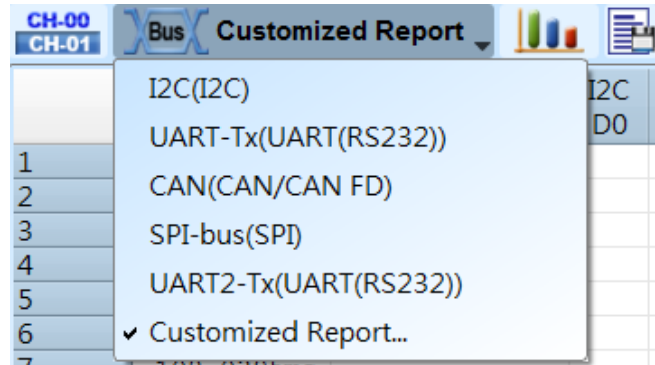 CH-00
CH-01
Bus Customized Report
I2C(I2C)
UART-Tx(UART(RS232))
CAN(CAN/CAN FD)
SPI-bus(SPI)
UART2-Tx(UART(RS232))
Customized Report...
I2C
D0
1
2
3
4
5
6
7